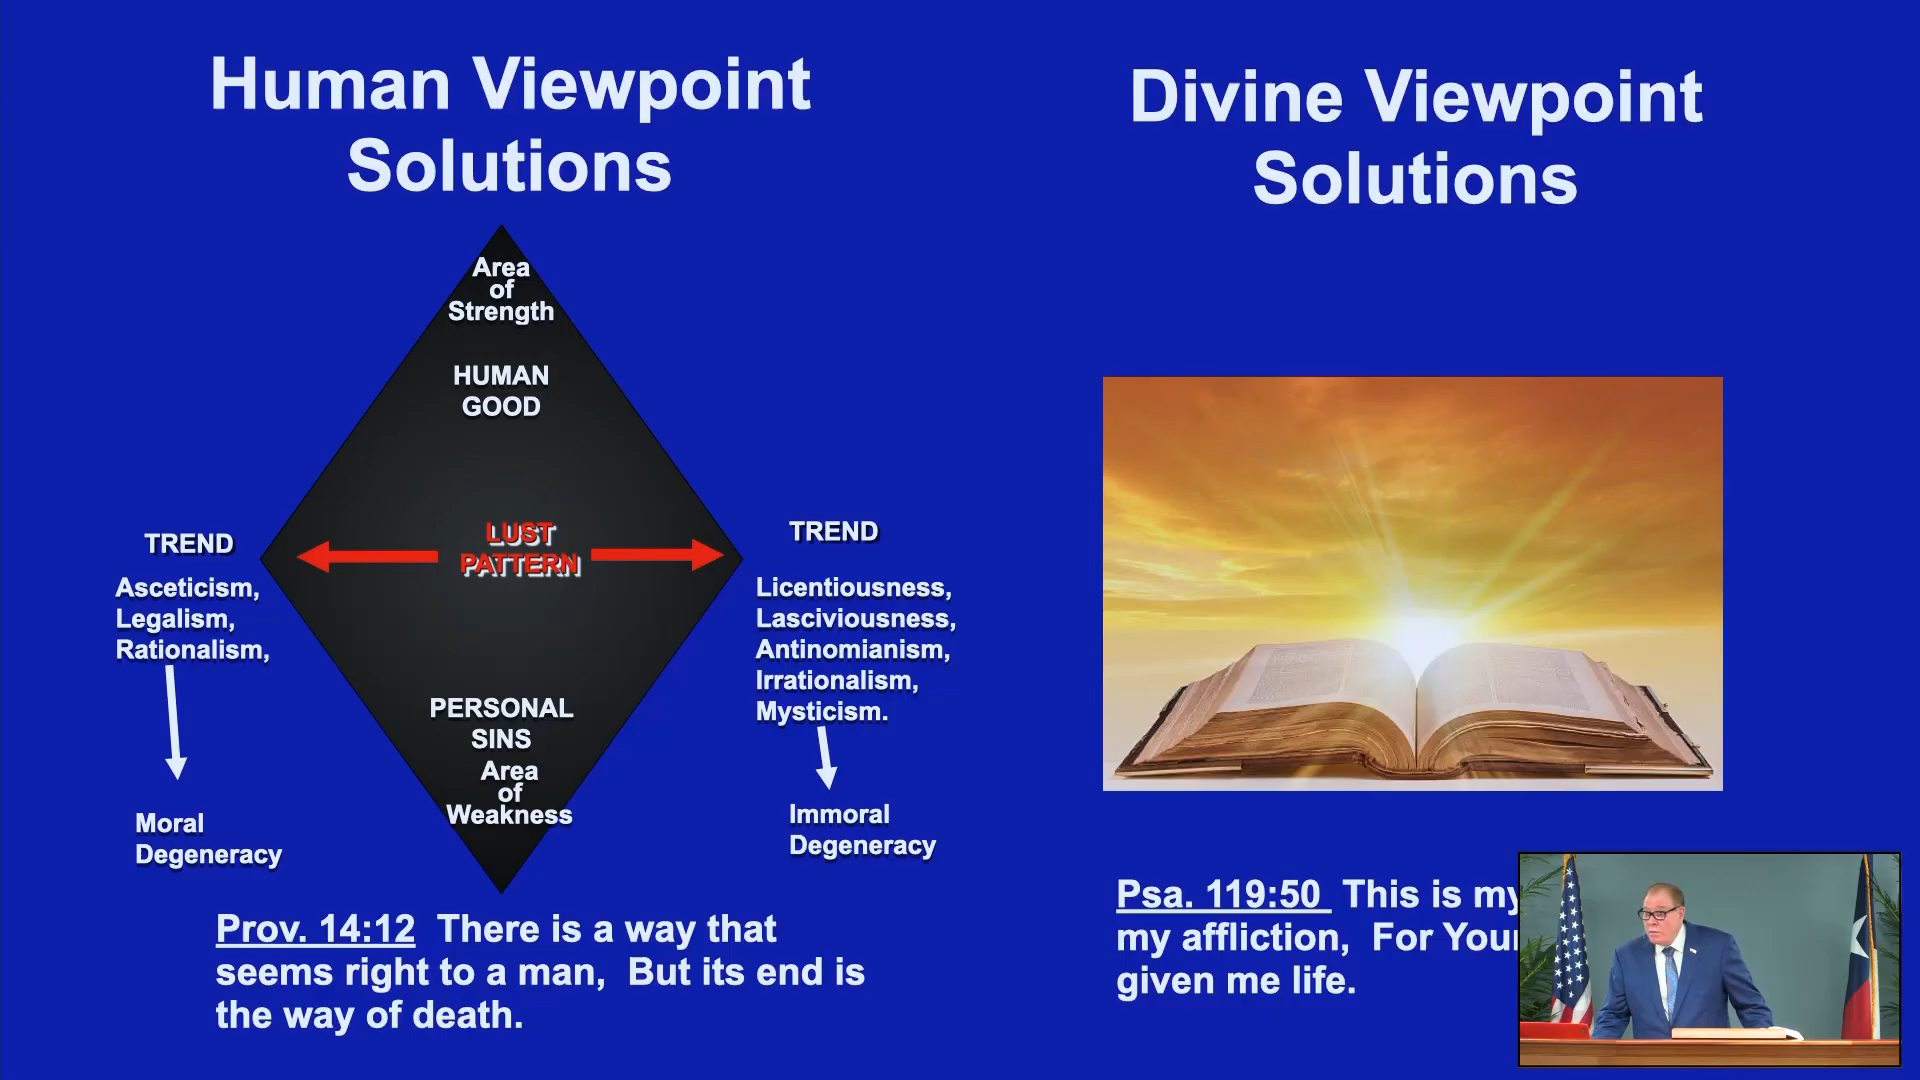 Human Viewpoint
Solutions
Area
of
Strength
HUMAN
GOOD
LUST
PATTERN
TREND
Asceticism,
Legalism,
Rationalism,
Moral
Degeneracy
TREND
Licentiousness,
Lasciviousness,
Antinomianism,
Irrationalism,
Mysticism.
Immoral
Degeneracy
PERSONAL
SINS
Area
of
Weakness
Prov. 14:12 There is a way that
seems right to a man, But its end is
the way of death.
Divine Viewpoint
Solutions
Psa. 119:50 This is my
my affliction, For Your
given me life.